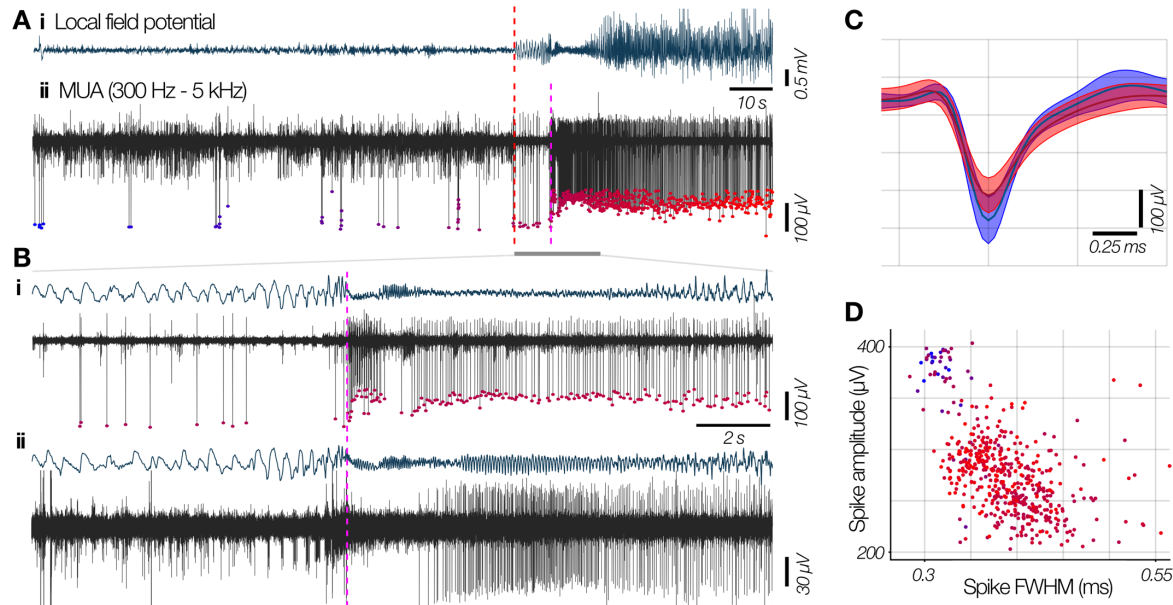 A i Local field potential
0.5 mV
10 s
ii MUA (300 Hz - 5 kHz)
100 µV
B
i
100 µV
2 s
ii
30 µV
C
100 µV
0.25 ms
D
400
Spike amplitude (µV)
200
0.3
0.55
Spike FWHM (ms)